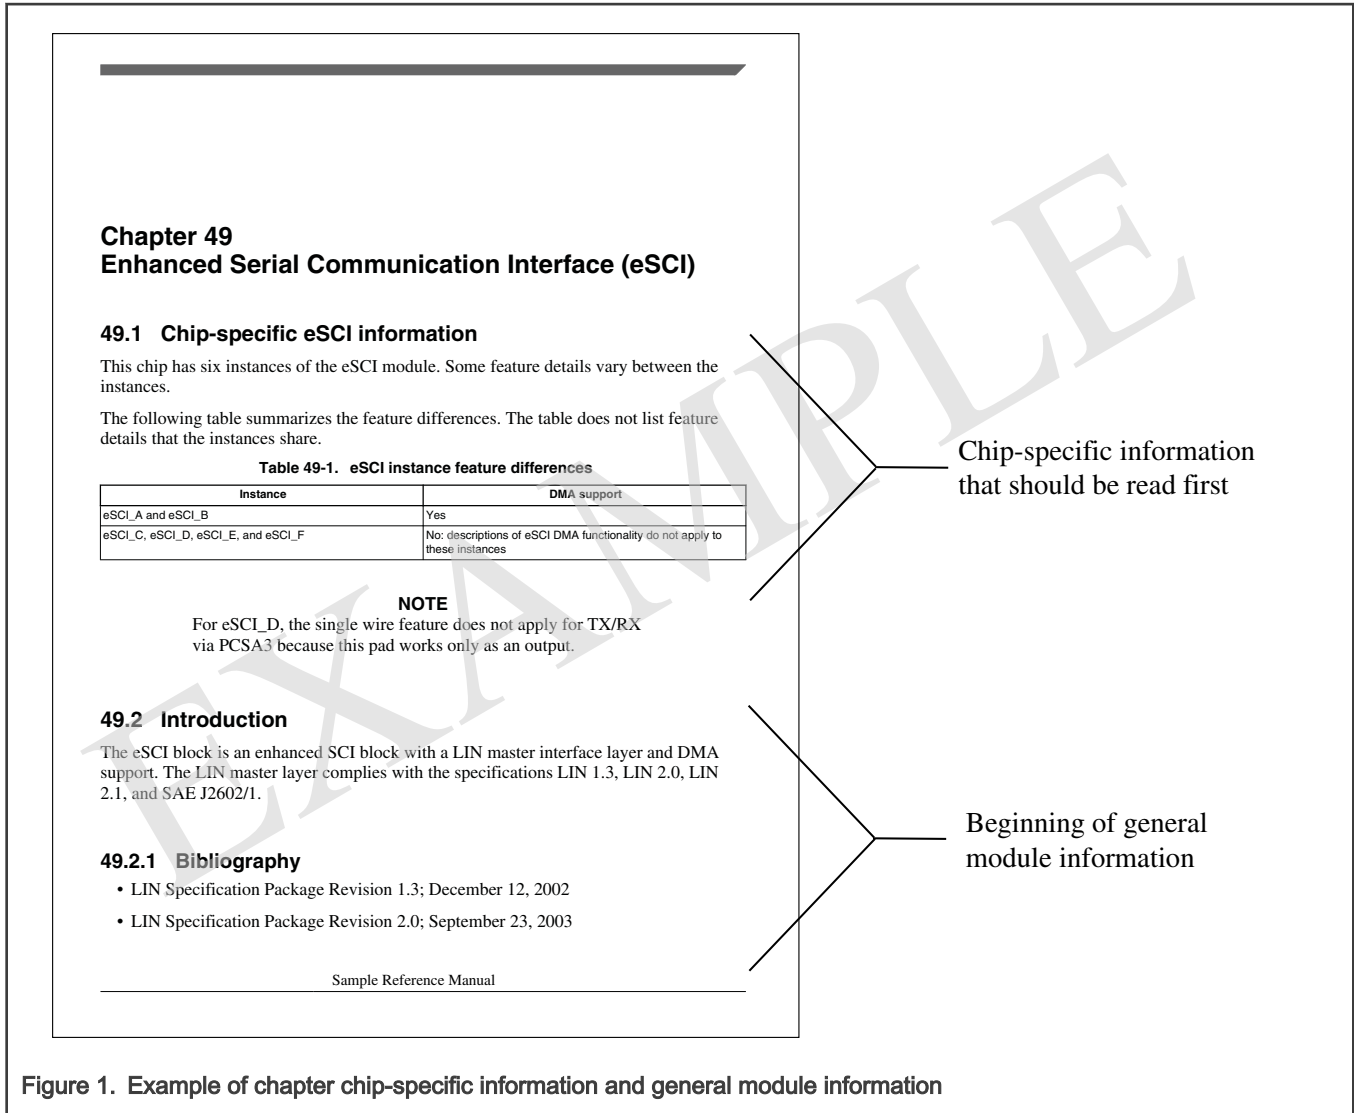 Chapter 49
Enhanced Serial Communication Interface (eSCI)
49.1 Chip-specific eSCI information
This chip has six instances of the eSCI module. Some feature details vary between the
instances.
The following table summarizes the feature differences. The table does not list feature
details that the instances share.
Table 49-1. eSCI instance feature differences
Instance DMA support
eSCI_A and eSCI_B Yes
eSCI_C, eSCI_D, eSCI_E, and eSCI_F No: descriptions of eSCI DMA functionality do not apply to
these instances
NOTE
For eSCI_D, the single wire feature does not apply for TX/RX
via PCSA3 because this pad works only as an output.
49.2 Introduction
The eSCI block is an enhanced SCI block with a LIN master interface layer and DMA
support. The LIN master layer complies with the specifications LIN 1.3, LIN 2.0, LIN
2.1, and SAE J2602/1.
49.2.1 Bibliography
• LIN Specification Package Revision 1.3; December 12, 2002
• LIN Specification Package Revision 2.0; September 23, 2003
Sample Reference Manual
EXAMPLE
Chip-specific information
that should be read first
Beginning of general
module information
Figure 1. Example of chapter chip-specific information and general module information